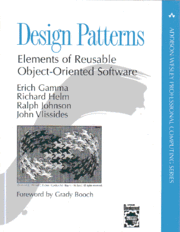 Design Patterns
Elements of Reusable
Object-Oriented Software
Erich Gamma
Richard Helm
Ralph Johnson
John Vlissides
Foreword by Grady Booch
ADDISON-WESLEY PROFESSIONAL COMPUTING SERIES